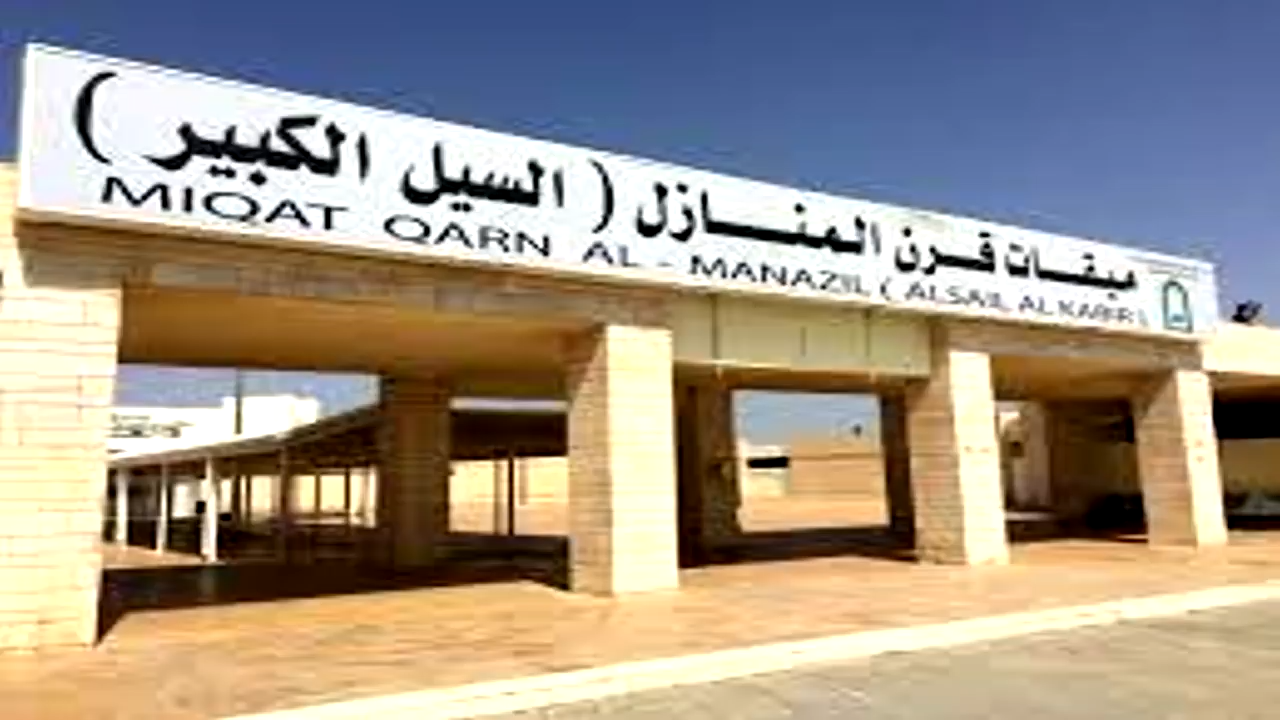 ميقات قرن المنازل ( السيل الكبير )
MIQAT QARN AL - MANAZIL ( ALSAIL AL KABIR )